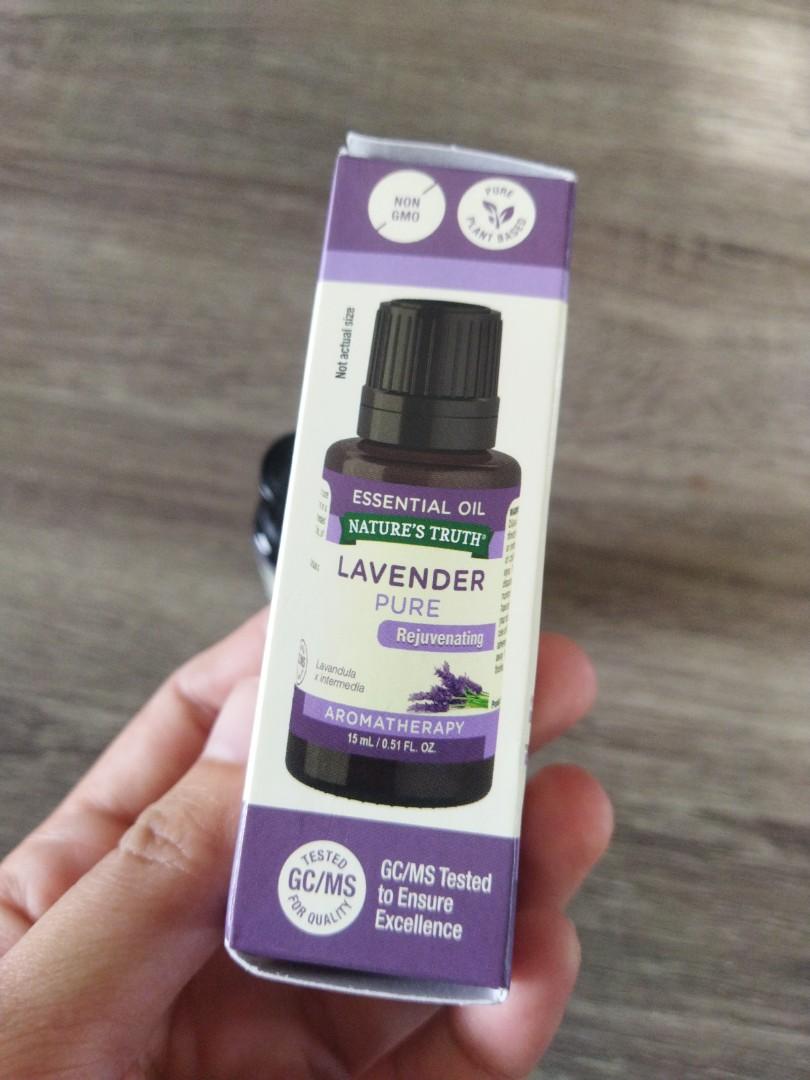 NON
GMO
PURE
PLANT BASED
Not actual size
ESSENTIAL OIL
NATURE'S TRUTH®
LAVENDER
PURE
Rejuvenating
Lavandula
x intermedia
AROMATHERAPY
15 mL / 0.51 FL. OZ.
TESTED
GC/MS
FOR QUALITY
GC/MS Tested
to Ensure
Excellence